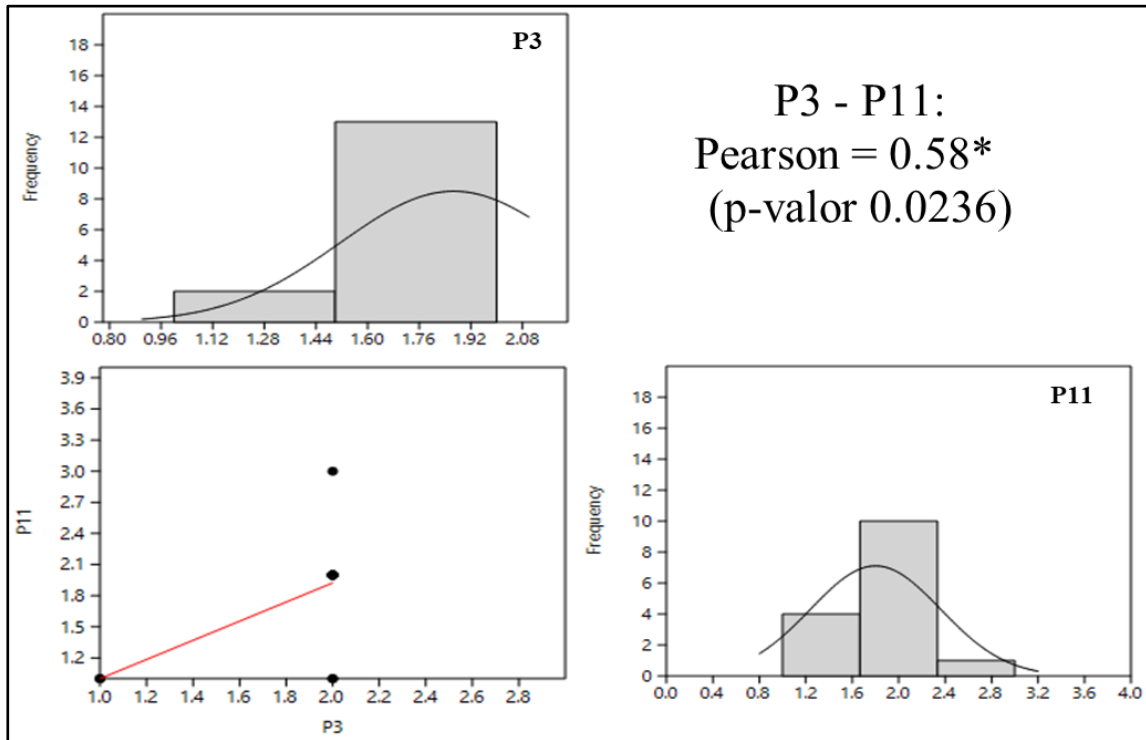 P3
18
16
14
12
10
8
6
4
2
0
Frequency
0.80 0.96 1.12 1.28 1.44 1.60 1.76 1.92 2.08
P3 - P11:
Pearson = 0.58*
(p-valor 0.0236)
3.9
3.6
3.3
3.0
2.7
2.4
2.1
1.8
1.5
1.2
P11
1.0 1.2 1.4 1.6 1.8 2.0 2.2 2.4 2.6 2.8
P3
P11
18
16
14
12
10
8
6
4
2
0
Frequency
0.0 0.4 0.8 1.2 1.6 2.0 2.4 2.8 3.2 3.6 4.0